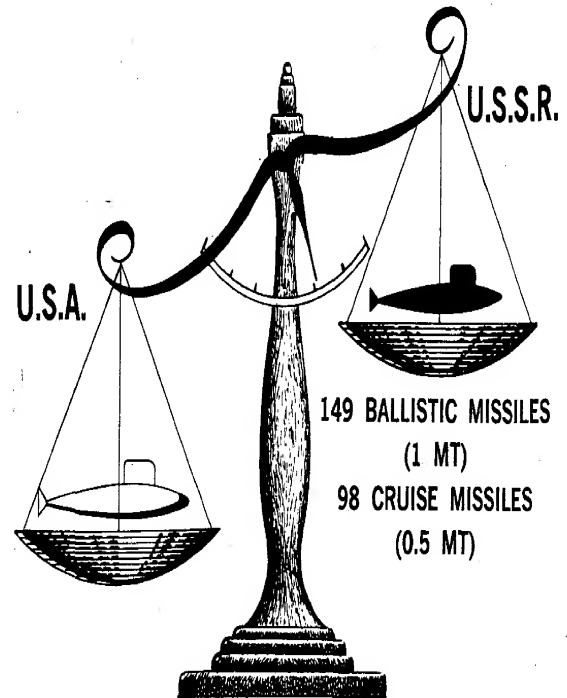 U.S.S.R.
U.S.A.
149 BALLISTIC MISSILES
(1 MT)
98 CRUISE MISSILES
(0.5 MT)